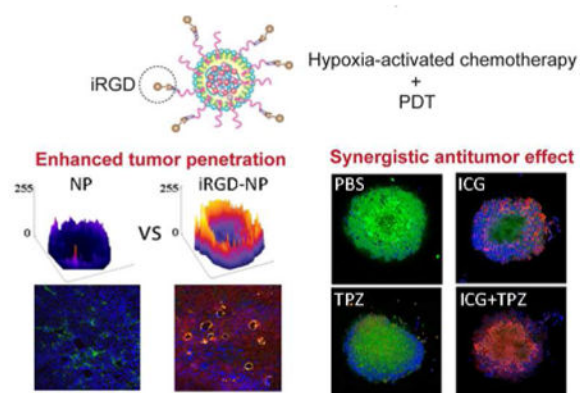 iRGD
Hypoxia-activated chemotherapy
+
PDT
Enhanced tumor penetration
Synergistic antitumor effect
255
NP
0
VS
255
iRGD-NP
0
PBS
ICG
TPZ
ICG+TPZ